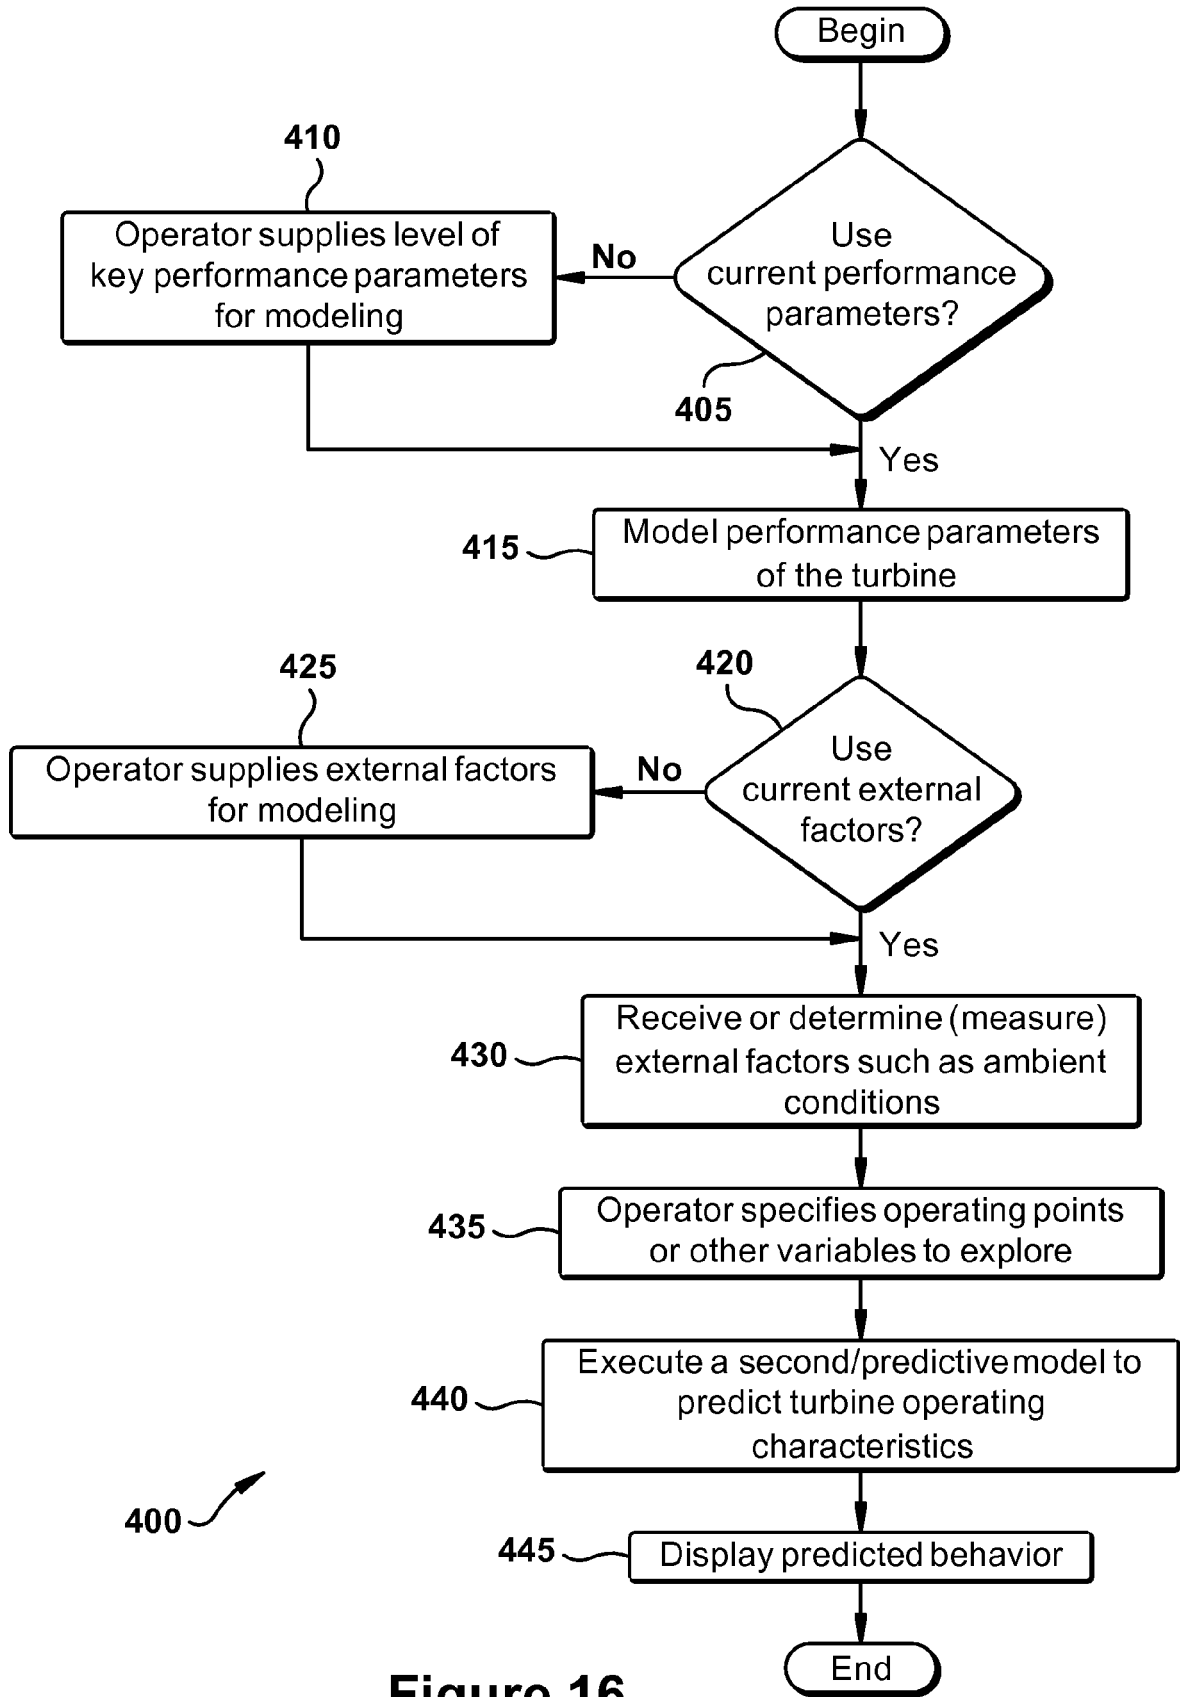 Begin
410
Operator supplies level of
key performance parameters
for modeling
No
Use
current performance
parameters?
405
Yes
415
Model performance parameters
of the turbine
425
420
Operator supplies external factors
for modeling
No
Use
current external
factors?
Yes
430
Receive or determine (measure)
external factors such as ambient
conditions
435
Operator specifies operating points
or other variables to explore
440
Execute a second/predictive model to
predict turbine operating
characteristics
400
445
Display predicted behavior
End
Figure 16